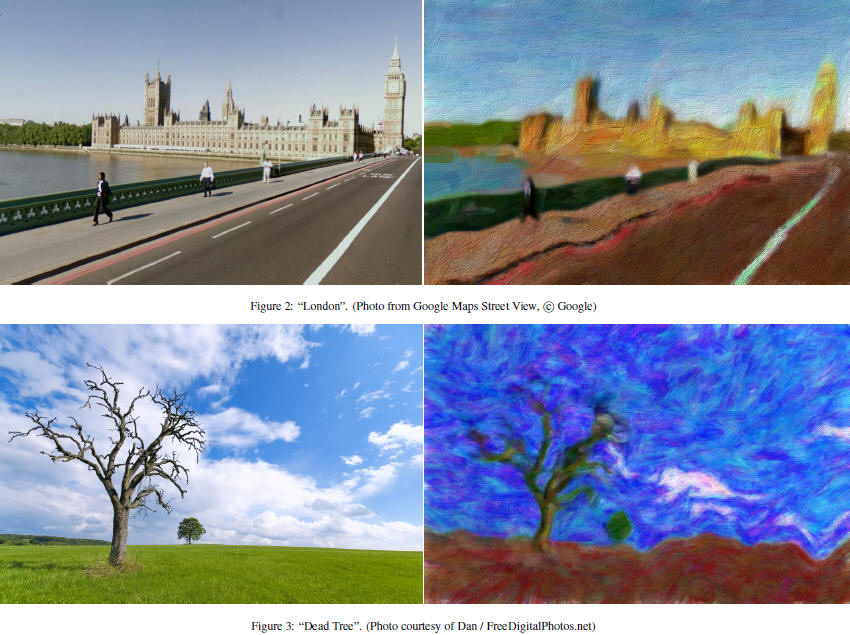 Figure 2: “London”. (Photo from Google Maps Street View, © Google)
Figure 3: “Dead Tree”. (Photo courtesy of Dan / FreeDigitalPhotos.net)